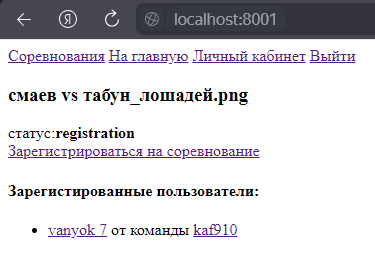 localhost:8001
Соревнования На главную Личный кабинет Выйти
смаев vs табун_лошадей.png
статус:registration
Зарегистрироваться на соревнование
Зарегистированные пользователи:
vanyok 7 от команды kaf910